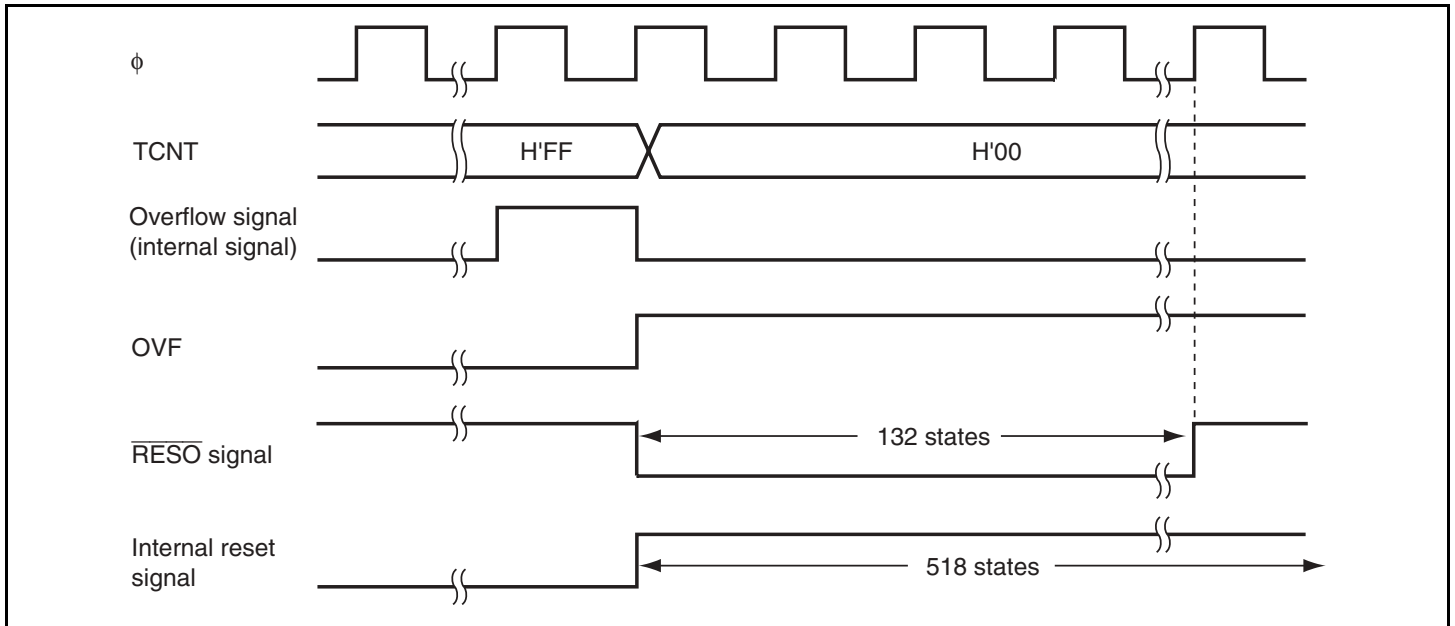 ϕ
TCNT
H'FF
H'00
Overflow signal
(internal signal)
OVF
RESO signal
132 states
Internal reset
signal
518 states